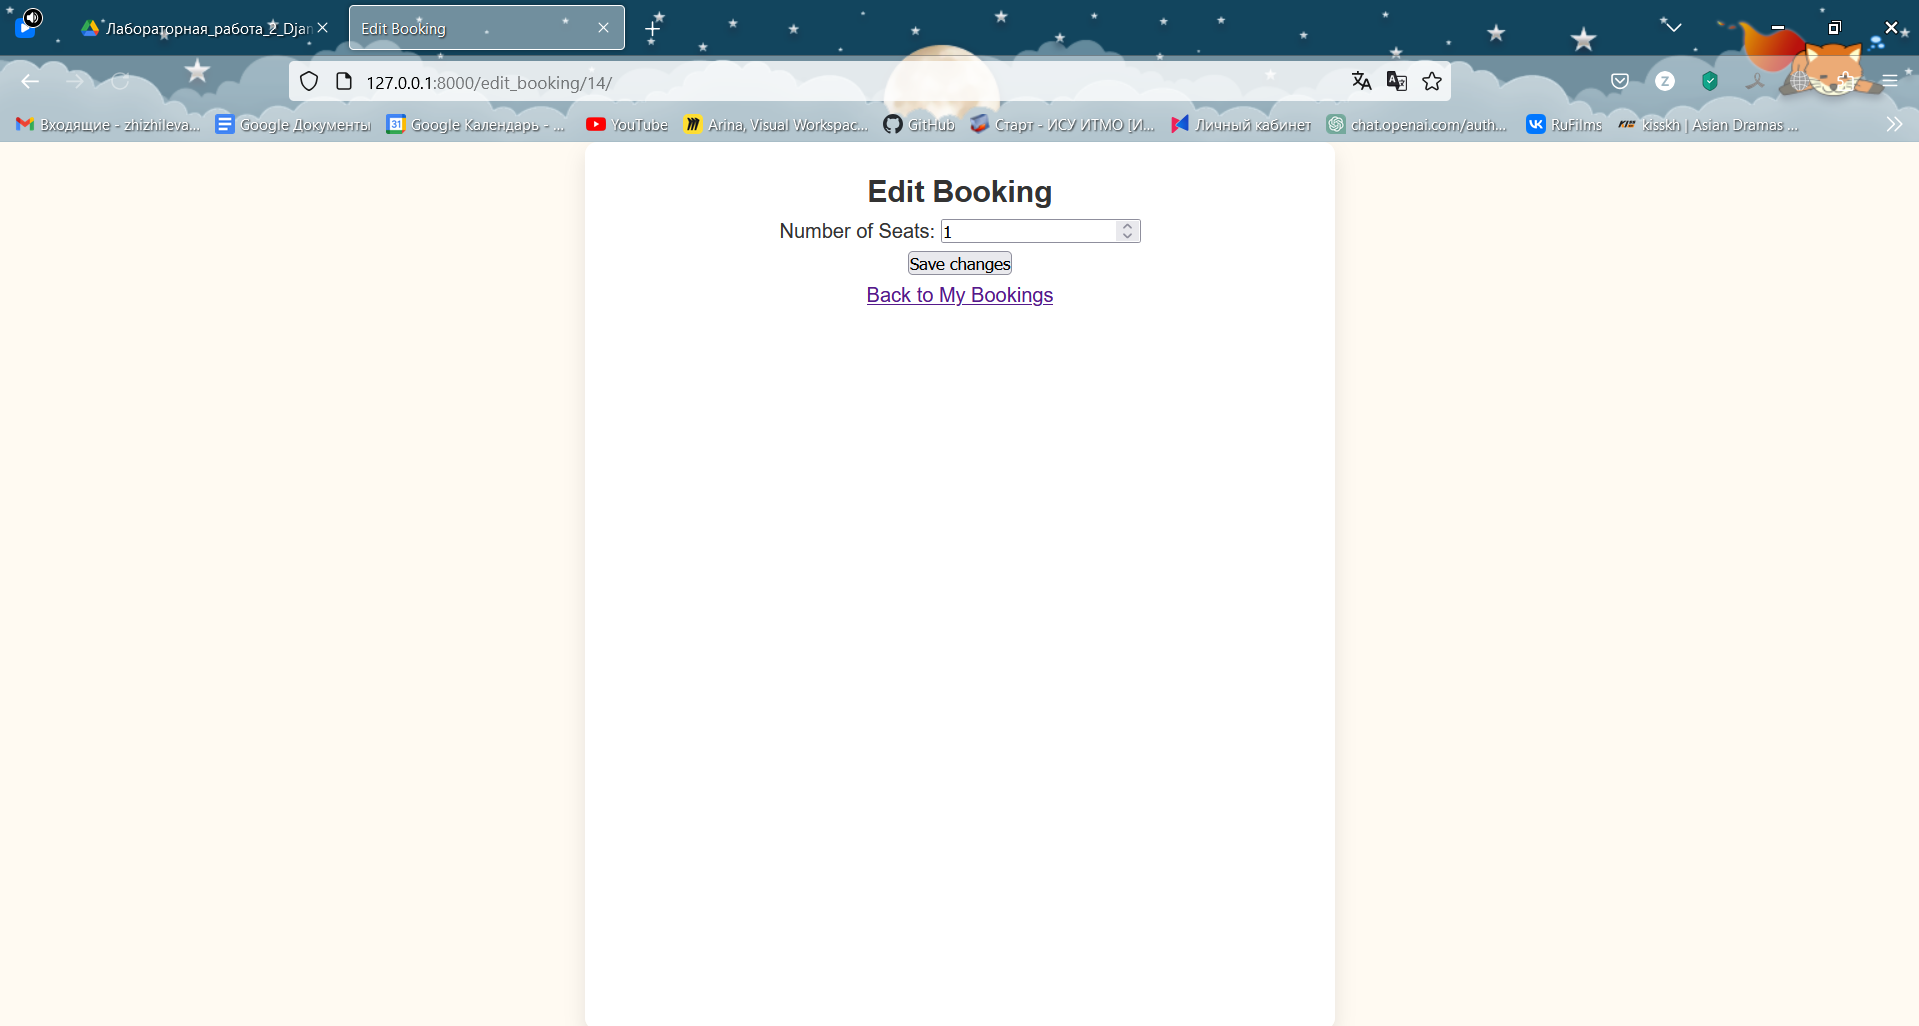 Лабораторная_работа_2_Djan
Edit Booking
127.0.0.1:8000/edit_booking/14/
Z
Входящие - zhizhileva...
Google Документы
31
Google Календарь - ...
YouTube
Arina, Visual Workspac...
GitHub
Старт - ИСУ ИТМО [И...
Личный кабинет
chat.openai.com/auth...
RuFilms
kisskh | Asian Dramas ...
Edit Booking
Number of Seats: 1
Save changes
Back to My Bookings